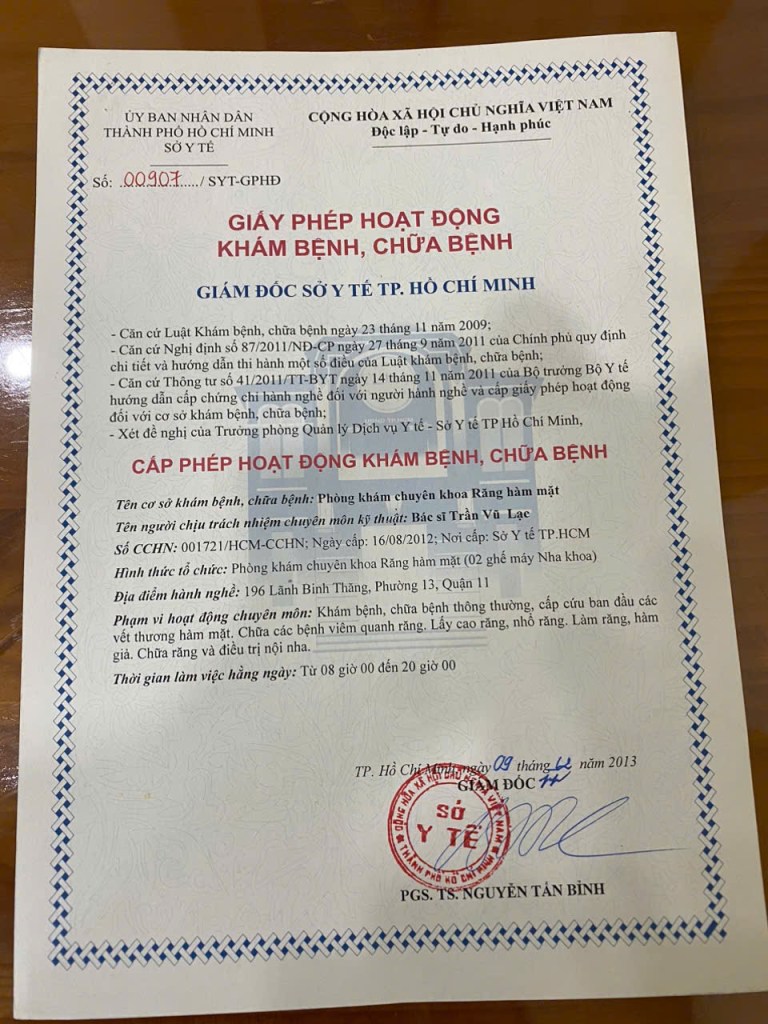 ỦY BAN NHÂN DÂN
THÀNH PHỐ HỒ CHÍ MINH
SỞ Y TẾ
CỘNG HÒA XÃ HỘI CHỦ NGHĨA VIỆT NAM
Độc lập - Tự do - Hạnh phúc
Số: ..00907...../ SYT-GPHĐ
GIẤY PHÉP HOẠT ĐỘNG
KHÁM BỆNH, CHỮA BỆNH
GIÁM ĐỐC SỞ Y TẾ TP. HỒ CHÍ MINH
- Căn cứ Luật Khám bệnh, chữa bệnh ngày 23 tháng 11 năm 2009;
- Căn cứ Nghị định số 87/2011/NĐ-CP ngày 27 tháng 9 năm 2011 của Chính phủ quy định
chi tiết và hướng dẫn thi hành một số điều của Luật khám bệnh, chữa bệnh;
- Căn cứ Thông tư số 41/2011/TT-BYT ngày 14 tháng 11 năm 2011 của Bộ trưởng Bộ Y tế
hướng dẫn cấp chứng chỉ hành nghề đối với người hành nghề và cấp giấy phép hoạt động
đối với cơ sở khám bệnh, chữa bệnh;
- Xét đề nghị của Trưởng phòng Quản lý Dịch vụ Y tế - Sở Y tế TP Hồ Chí Minh,
CẤP PHÉP HOẠT ĐỘNG KHÁM BỆNH, CHỮA BỆNH
Tên cơ sở khám bệnh, chữa bệnh: Phòng khám chuyên khoa Răng hàm mặt
Tên người chịu trách nhiệm chuyên môn kỹ thuật: Bác sĩ Trần Vũ Lạc
Số CCHN: 001721/HCM-CCHN; Ngày cấp: 16/08/2012; Nơi cấp: Sở Y tế TP.HCM
Hình thức tổ chức: Phòng khám chuyên khoa Răng hàm mặt (02 ghế máy Nha khoa)
Địa điểm hành nghề: 196 Lãnh Binh Thăng, Phường 13, Quận 11
Phạm vi hoạt động chuyên môn: Khám bệnh, chữa bệnh thông thường, cấp cứu ban đầu các
vết thương hàm mặt. Chữa các bệnh viêm quanh răng. Lấy cao răng, nhổ răng. Làm răng, hàm
giả. Chữa răng và điều trị nội nha.
Thời gian làm việc hằng ngày: Từ 08 giờ 00 đến 20 giờ 00
TP. Hồ Chí Minh, ngày 09 tháng năm 2013
GIÁM ĐỐC
CỘNG HÒA XÃ HỘI CHỦ NGHĨA VIỆT NAM
SỞ
Y TẾ
THÀNH PHỐ HỒ CHÍ MINH
PGS. TS. NGUYỄN TẤN BỈNH